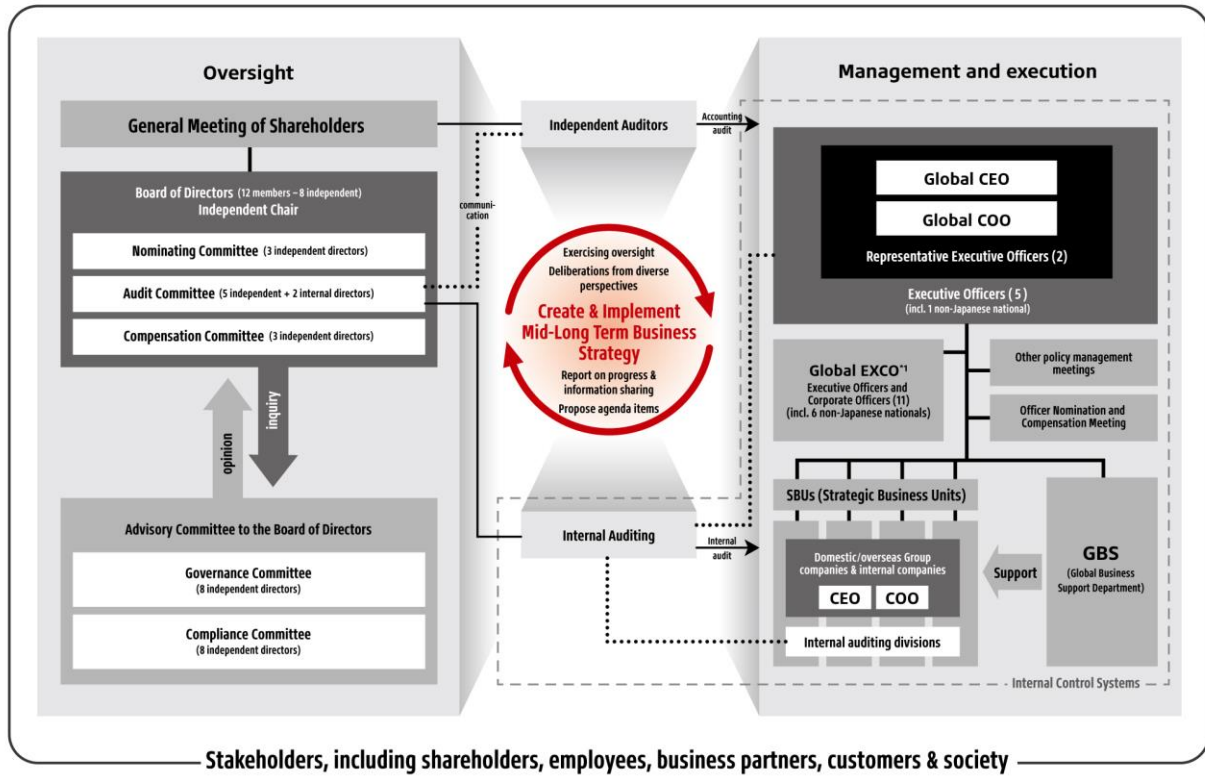 Oversight
General Meeting of Shareholders
Board of Directors (12 members – 8 independent)
Independent Chair
Nominating Committee (3 independent directors)
Audit Committee (5 independent + 2 internal directors)
Compensation Committee (3 independent directors)
opinion
inquiry
Advisory Committee to the Board of Directors
Governance Committee
(8 independent directors)
Compliance Committee
(8 independent directors)
Independent Auditors
communi-
cation
Accounting
audit
Exercising oversight
Deliberations from diverse
perspectives
Create & Implement
Mid-Long Term Business
Strategy
Report on progress &
information sharing
Propose agenda items
Internal Auditing
Internal
audit
Management and execution
Global CEO
Global COO
Representative Executive Officers (2)
Executive Officers ( 5 )
(incl. 1 non-Japanese national)
Global EXCO*1
Executive Officers and
Corporate Officers (11)
(incl. 6 non-Japanese nationals)
Other policy management
meetings
Officer Nomination and
Compensation Meeting
SBUs (Strategic Business Units)
Domestic/overseas Group
companies & internal companies
CEO
COO
Internal auditing divisions
Support
GBS
(Global Business
Support Department)
Internal Control Systems
Stakeholders, including shareholders, employees, business partners, customers & society